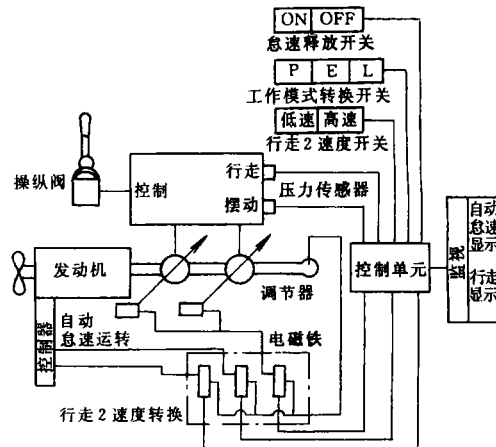 ON OFF
怠速释放开关
P E L
工作模式转换开关
低速 高速
行走2速度开关
操纵阀
控制
行走
压力传感器
摆动
发动机
调节器
控制单元
监视
自动
怠速
显示
行走
显示
控制器
自动
怠速运转
电磁铁
行走2速度转换